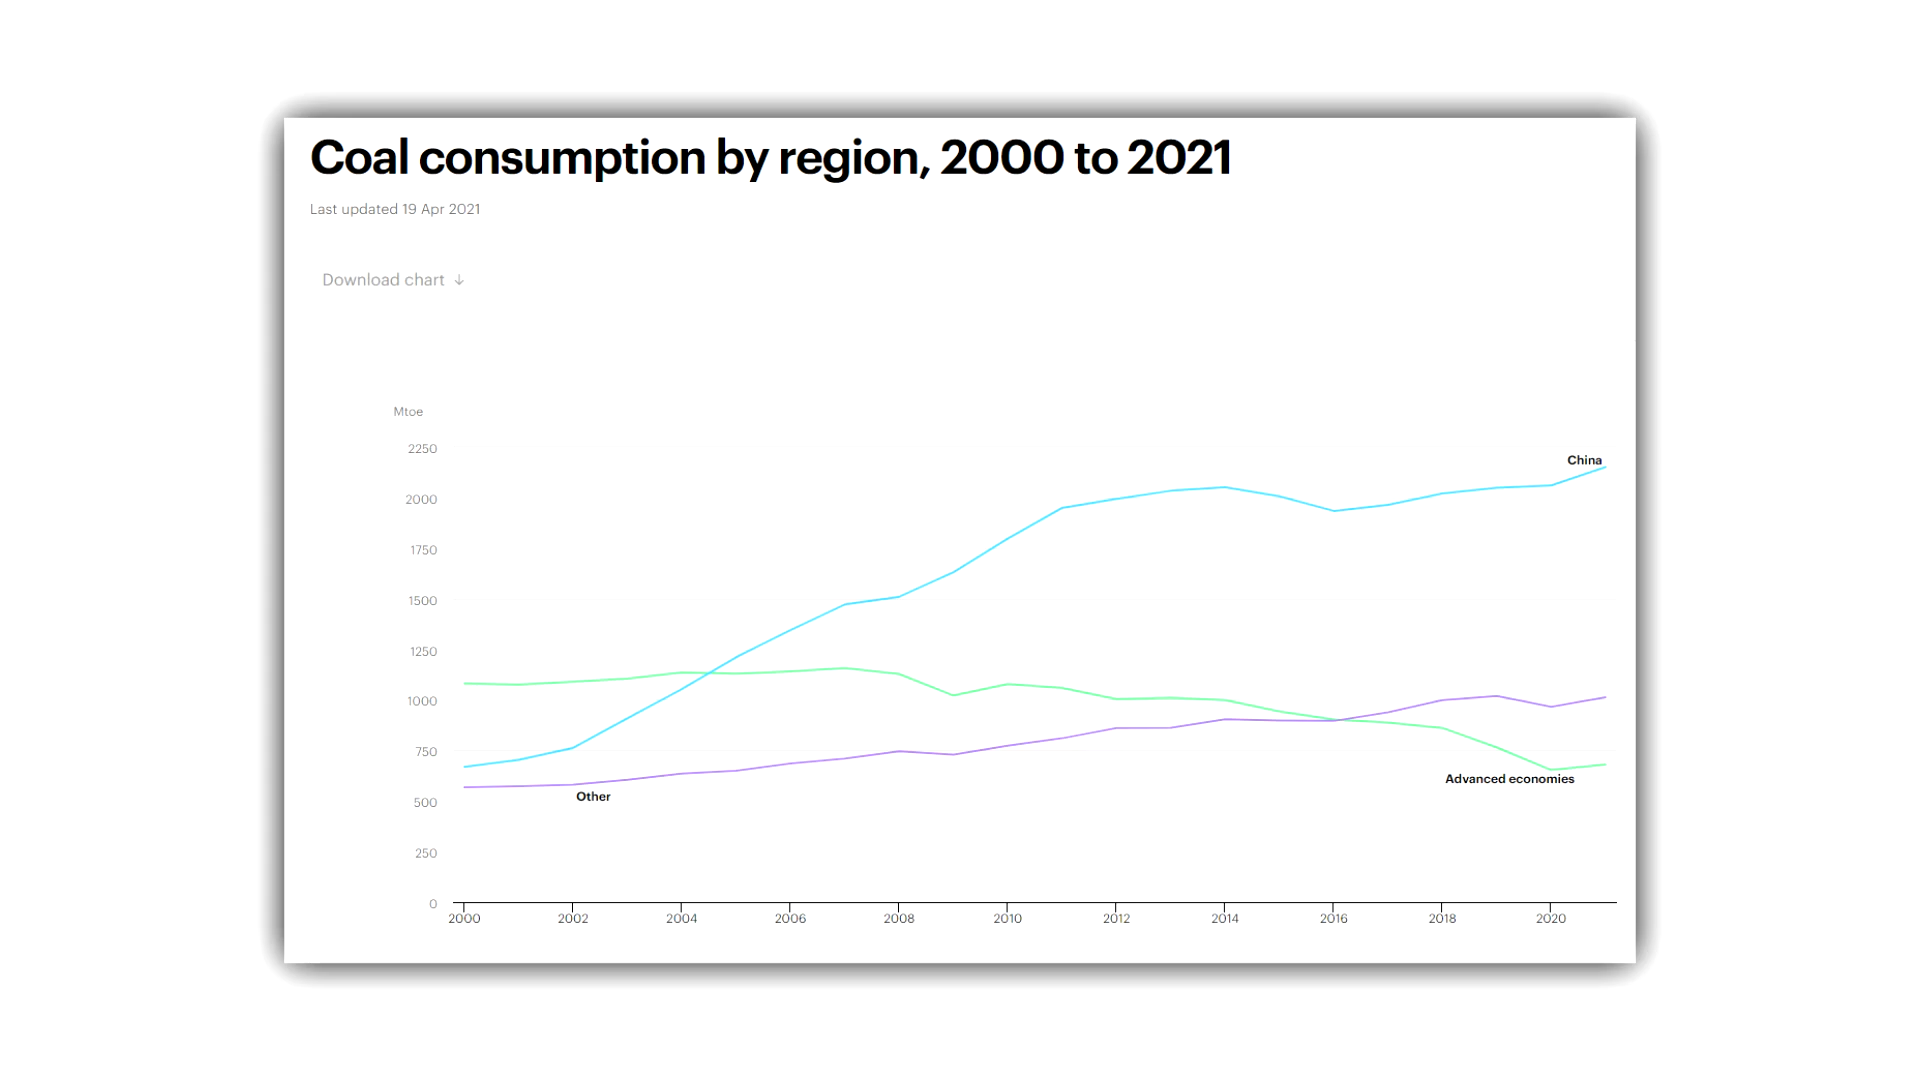 Coal consumption by region, 2000 to 2021
Last updated 19 Apr 2021
Download chart ↓
Mtoe
2250
China
2000
1750
1500
1250
1000
750
Advanced economies
Other
500
250
0
2000 2002 2004 2006 2008 2010 2012 2014 2016 2018 2020